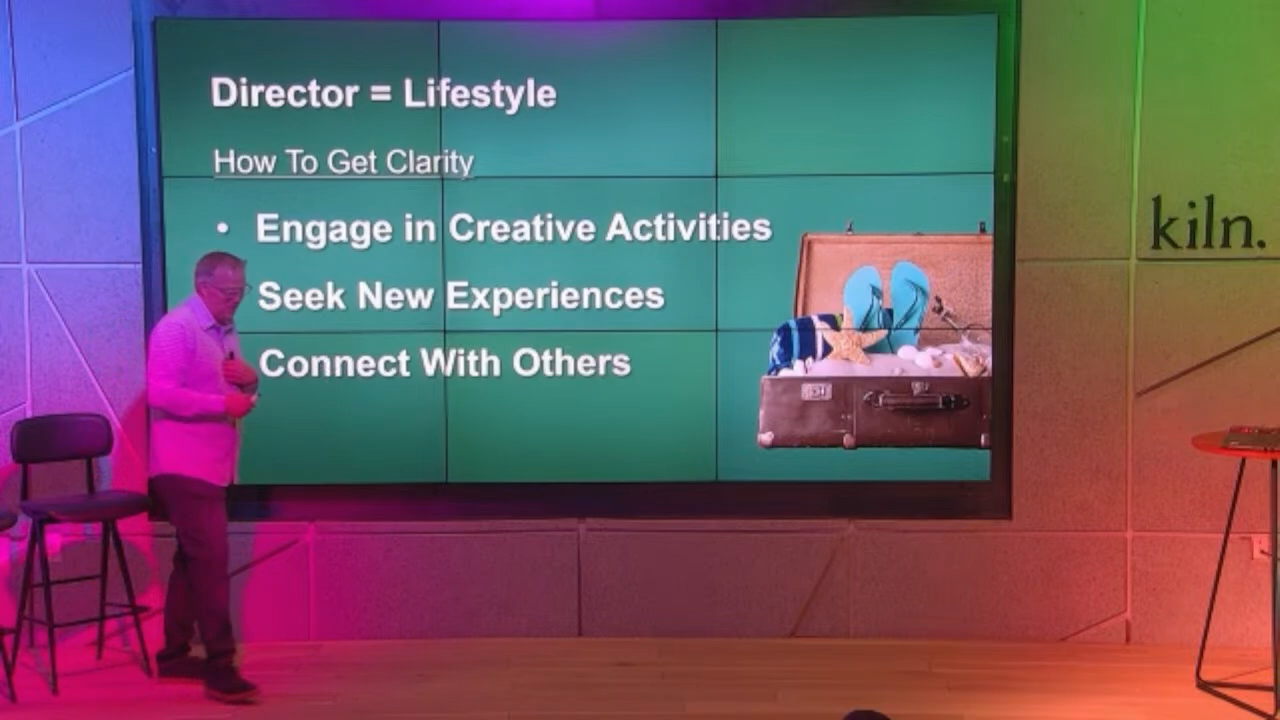 Director = Lifestyle
How To Get Clarity
• Engage in Creative Activities
Seek New Experiences
Connect With Others
kiln.